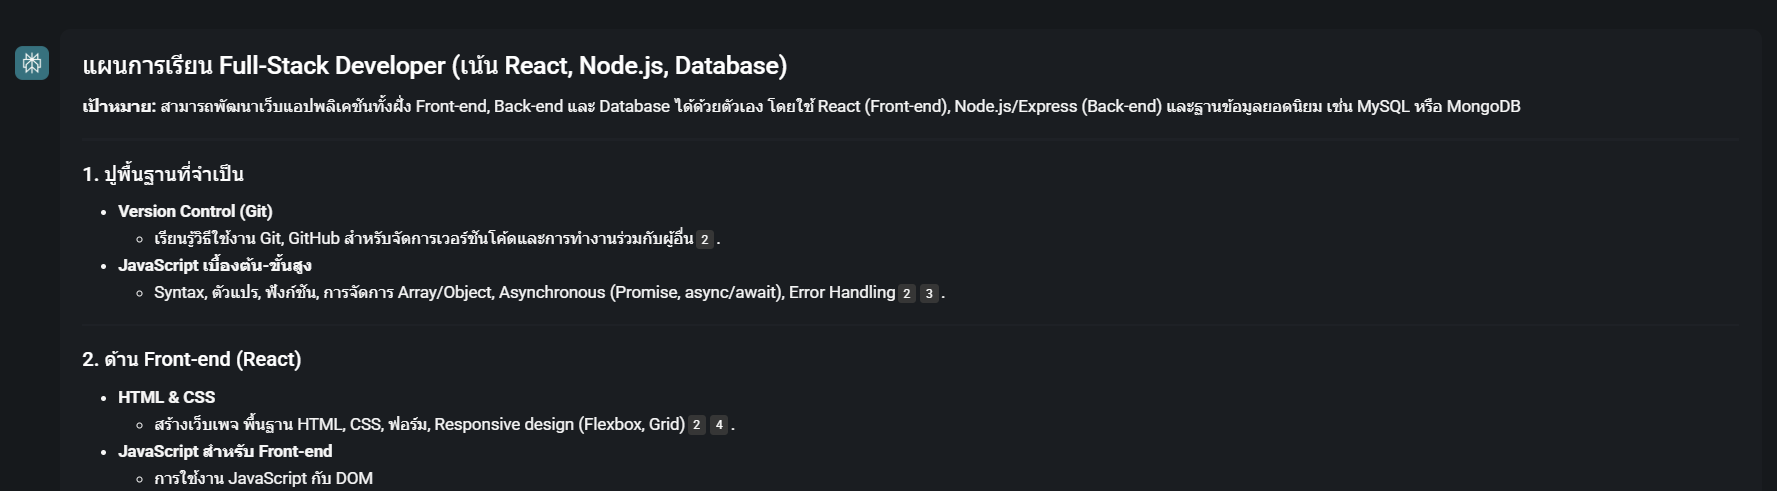 แผนการเรียน Full-Stack Developer (เน้น React, Node.js, Database)
เป้าหมาย: สามารถพัฒนาเว็บแอปพลิเคชันทั้งฝั่ง Front-end, Back-end และ Database ได้ด้วยตัวเอง โดยใช้ React (Front-end), Node.js/Express (Back-end) และฐานข้อมูลยอดนิยม เช่น MySQL หรือ MongoDB
1. ปูพื้นฐานที่จำเป็น
• Version Control (Git)
◦ เรียนรู้วิธีใช้งาน Git, GitHub สำหรับจัดการเวอร์ชันโค้ดและการทำงานร่วมกับผู้อื่น 2 .
• JavaScript เบื้องต้น-ขั้นสูง
◦ Syntax, ตัวแปร, ฟังก์ชัน, การจัดการ Array/Object, Asynchronous (Promise, async/await), Error Handling 2 3 .
2. ด้าน Front-end (React)
• HTML & CSS
◦ สร้างเว็บเพจ พื้นฐาน HTML, CSS, ฟอร์ม, Responsive design (Flexbox, Grid) 2 4 .
• JavaScript สำหรับ Front-end
◦ การใช้งาน JavaScript กับ DOM